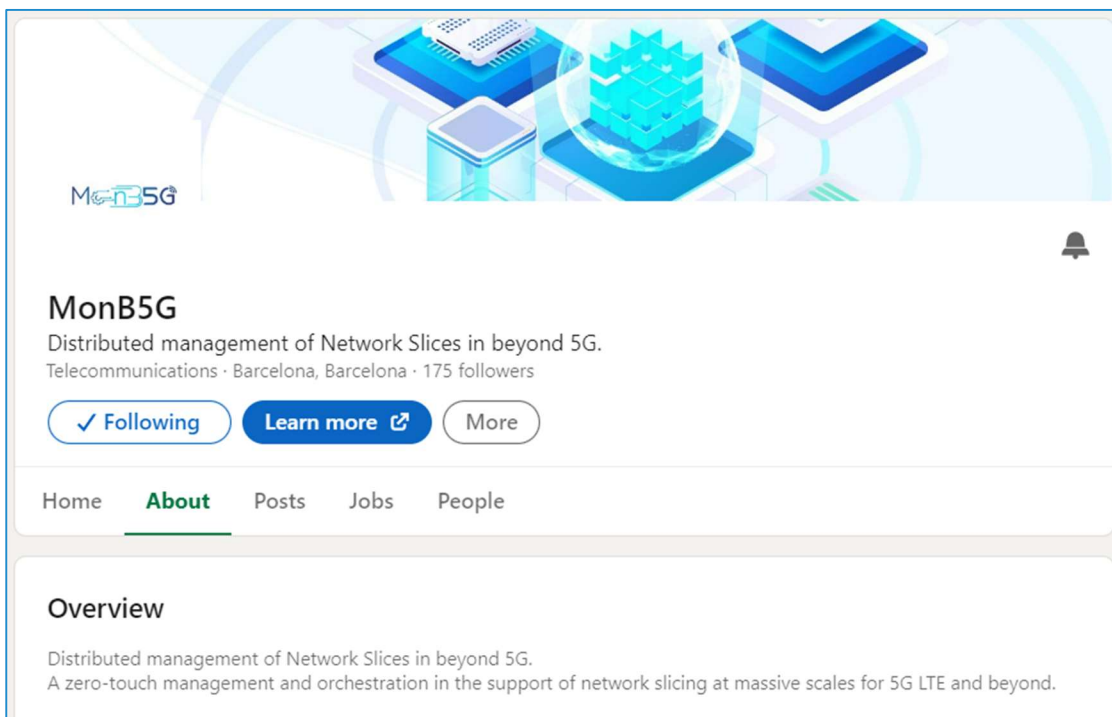 MonB5G
MonB5G
Distributed management of Network Slices in beyond 5G.
Telecommunications · Barcelona, Barcelona · 175 followers
✓ Following Learn more More
Home About Posts Jobs People
Overview
Distributed management of Network Slices in beyond 5G.
A zero-touch management and orchestration in the support of network slicing at massive scales for 5G LTE and beyond.